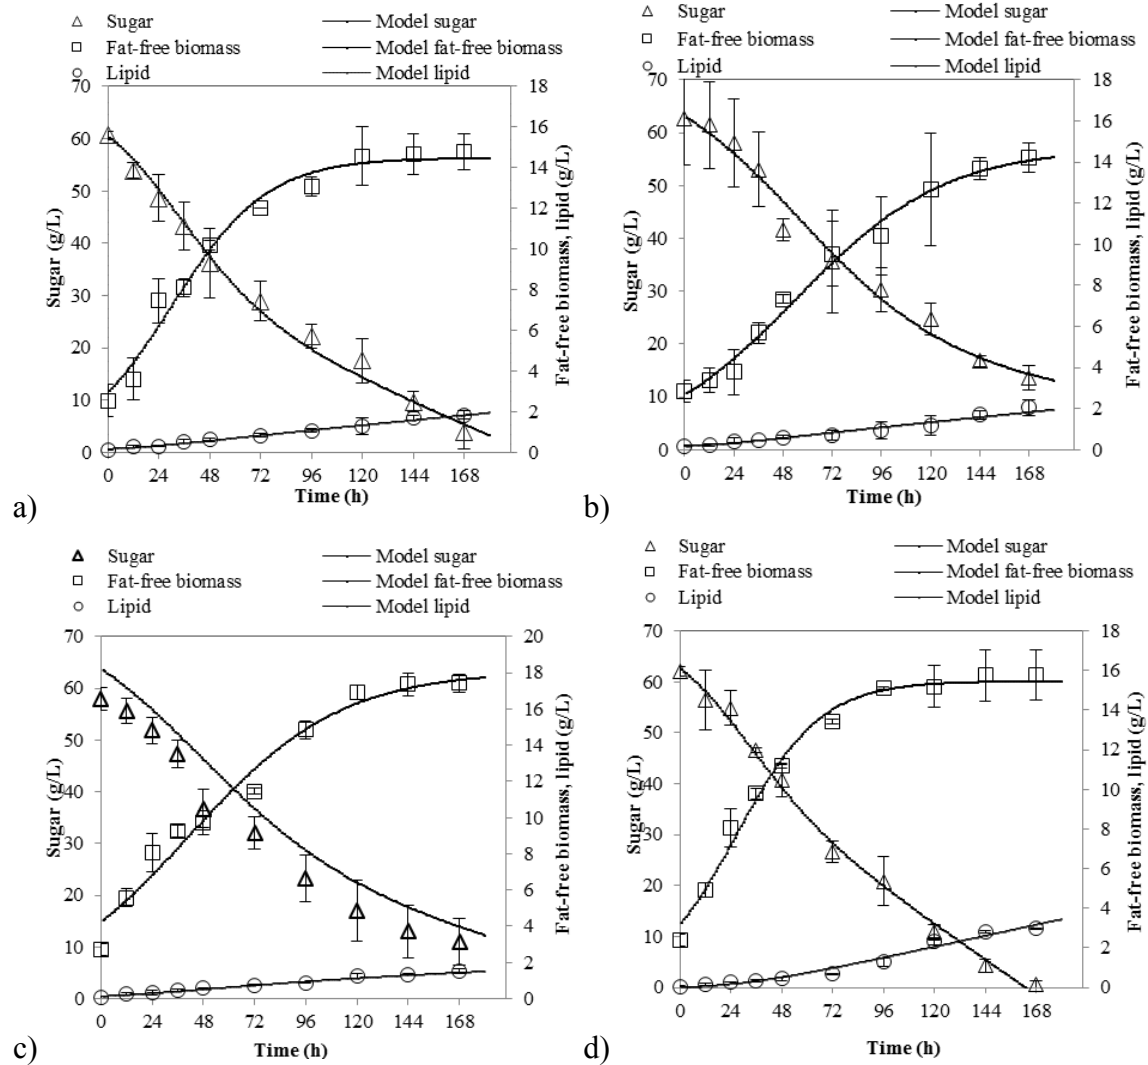 Sugar Model sugar
Fat-free biomass Model fat-free biomass
Lipid Model lipid
70 18
60 16
50 14
40 12
30 10
20 8
10 6
0 4
2
0
0 24 48 72 96 120 144 168
Sugar (g/L)
Fat-free biomass, lipid (g/L)
Time (h)
a)
Sugar Model sugar
Fat-free biomass Model fat-free biomass
Lipid Model lipid
70 18
60 16
50 14
40 12
30 10
20 8
10 6
0 4
2
0
0 24 48 72 96 120 144 168
Sugar (g/L)
Fat-free biomass, lipid (g/L)
Time (h)
b)
Sugar Model sugar
Fat-free biomass Model fat-free biomass
Lipid Model lipid
70 20
60 18
50 16
40 14
30 12
20 10
10 8
0 6
4
2
0
0 24 48 72 96 120 144 168
Sugar (g/L)
Fat-free biomass, lipid (g/L)
Time (h)
c)
Sugar Model sugar
Fat-free biomass Model fat-free biomass
Lipid Model lipid
70 18
60 16
50 14
40 12
30 10
20 8
10 6
0 4
2
0
0 24 48 72 96 120 144 168
Sugar (g/L)
Fat-free biomass, lipid (g/L)
Time (h)
d)